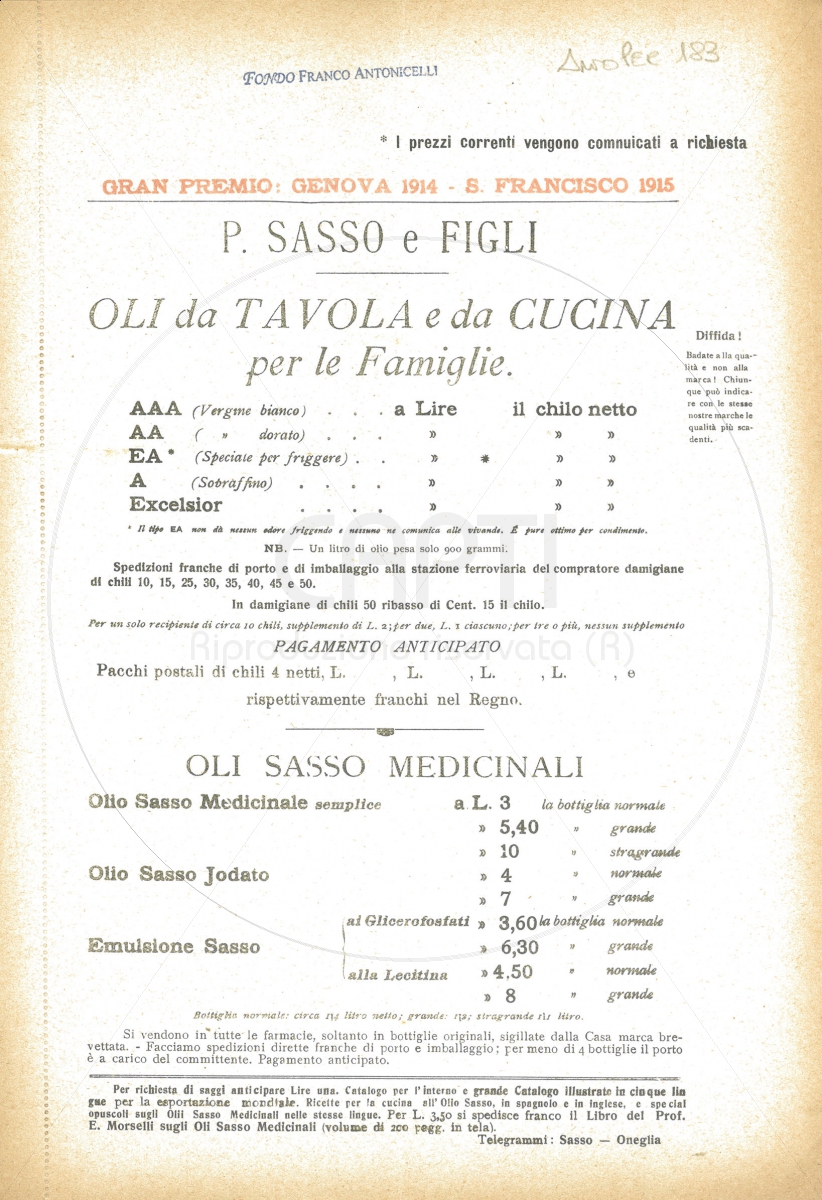 FONDO FRANCO ANTONICELLI
183
* I prezzi correnti vengono comnuicati a richiesta
GRAN PREMIO: GENOVA 1914 - S. FRANCISCO 1915
P. SASSO e FIGLI
OLI da TAVOLA e da CUCINA
per le Famiglie.
Diffida !
Badate alla qua-
lità e non alla
marca ! Chiun-
que può indica-
re con le stesse
nostre marche le
qualità più sca-
denti.
AAA (Vergine bianco) . . . a Lire il chilo netto
AA ( » dorato) . . . » » »
EA* (Speciale per friggere) . . » * » »
A (Sobraffino) . . . . » » »
Excelsior . . . . » » »
* Il tipo EA non dà nessun odore friggendo e nessuno ne comunica alle vivande. È pure ottimo per condimento.
NB. — Un litro di olio pesa solo 900 grammi.
Spedizioni franche di porto e di imballaggio alla stazione ferroviaria del compratore damigiane
di chili 10, 15, 25, 30, 35, 40, 45 e 50.
In damigiane di chili 50 ribasso di Cent. 15 il chilo.
Per un solo recipiente di circa 10 chili, supplemento di L. 2; per due, L. 1 ciascuno; per tre o più, nessun supplemento
PAGAMENTO ANTICIPATO
CAPTI
Riproduzione riservata (R)
Pacchi postali di chili 4 netti, L. , L. , L. , L. , e
rispettivamente franchi nel Regno.
OLI SASSO MEDICINALI
Olio Sasso Medicinale semplice a L. 3 la bottiglia normale
» 5,40 » grande
» 10 » stragrande
Olio Sasso Jodato » 4 » normale
» 7 » grande
ai Glicerofosfati » 3,60 la bottiglia normale
Emulsione Sasso » 6,30 » grande
alla Lecitina » 4,50 » normale
» 8 » grande
Bottiglia normale: circa 1|4 litro netto; grande: 1|2; stragrande 1|1 litro.
Si vendono in tutte le farmacie, soltanto in bottiglie originali, sigillate dalla Casa marca bre-
vettata. - Facciamo spedizioni dirette franche di porto e imballaggio; per meno di 4 bottiglie il porto
è a carico del committente. Pagamento anticipato.
Per richiesta di saggi anticipare Lire una. Catalogo per l'interno e grande Catalogo illustrato in cinque lin
gue per la esportazione mondiale. Ricette per la cucina all'Olio Sasso, in spagnolo e in inglese, e special
opuscoli sugli Olii Sasso Medicinali nelle stesse lingue. Per L. 3,50 si spedisce franco il Libro del Prof.
E. Morselli sugli Oli Sasso Medicinali (volume di 200 pagg. in tela).
Telegrammi: Sasso — Oneglia